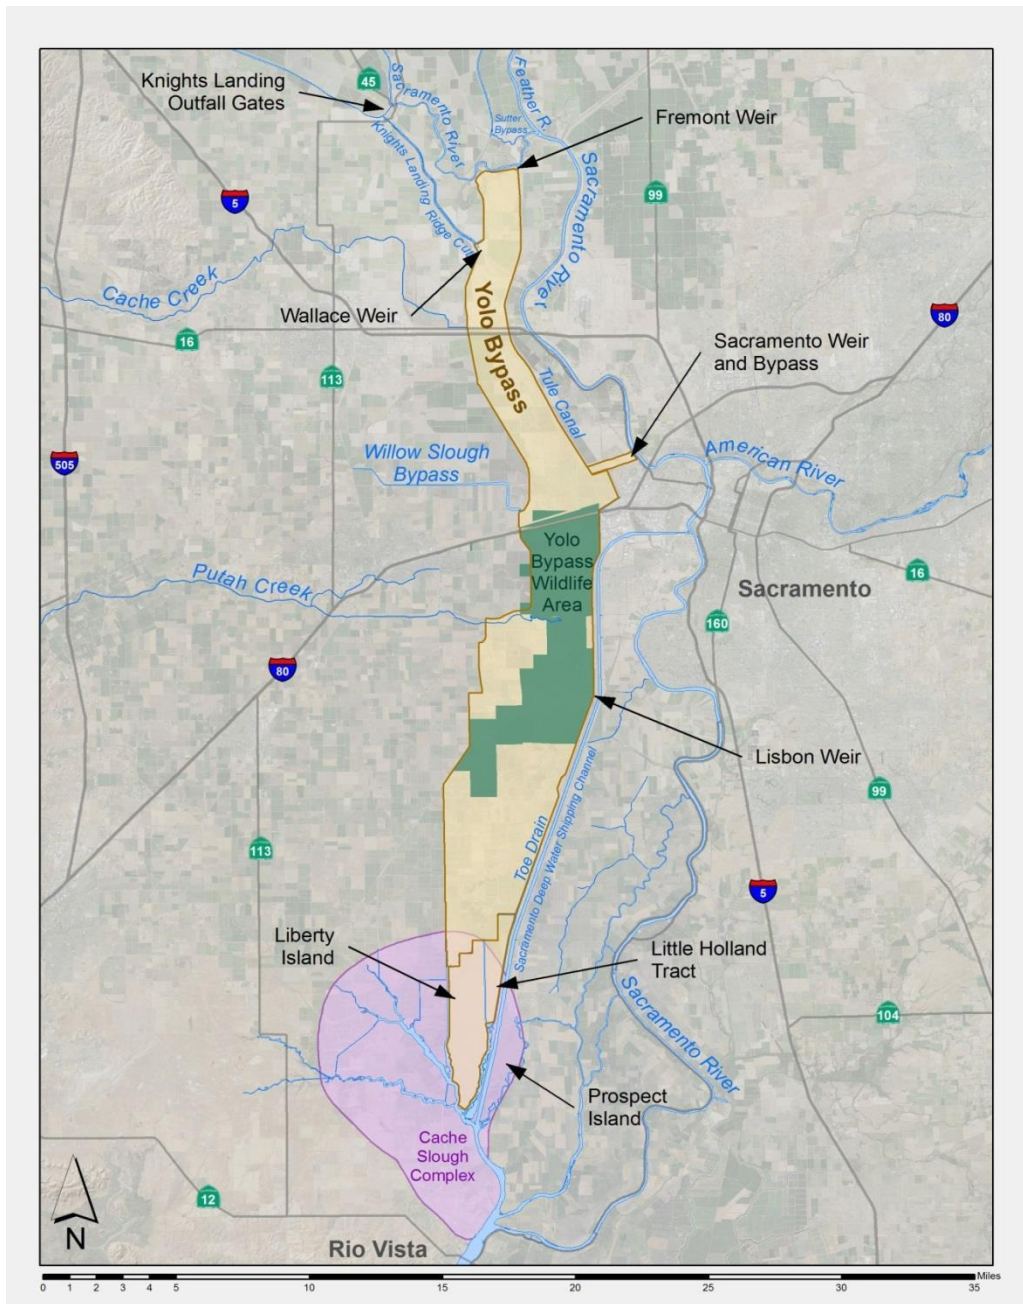 Knights Landing
Outfall Gates
45
Sacramento
River
Feather R.
Sutter
Bypass
Fremont Weir
Knights Landing Ridge Cut
Sacramento River
99
5
Cache Creek
Wallace Weir
Yolo Bypass
80
16
113
Sacramento Weir
and Bypass
Tule Canal
Willow Slough
Bypass
505
American River
Yolo
Bypass
Wildlife
Area
Putah Creek
16
Sacramento
160
80
Lisbon Weir
99
113
Toe Drain
Sacramento Deep Water Shipping Channel
5
Liberty
Island
Little Holland
Tract
104
Sacramento River
Prospect
Island
Cache
Slough
Complex
12
N
Rio Vista
Miles
0 1 2 3 4 5 10 15 20 25 30 35